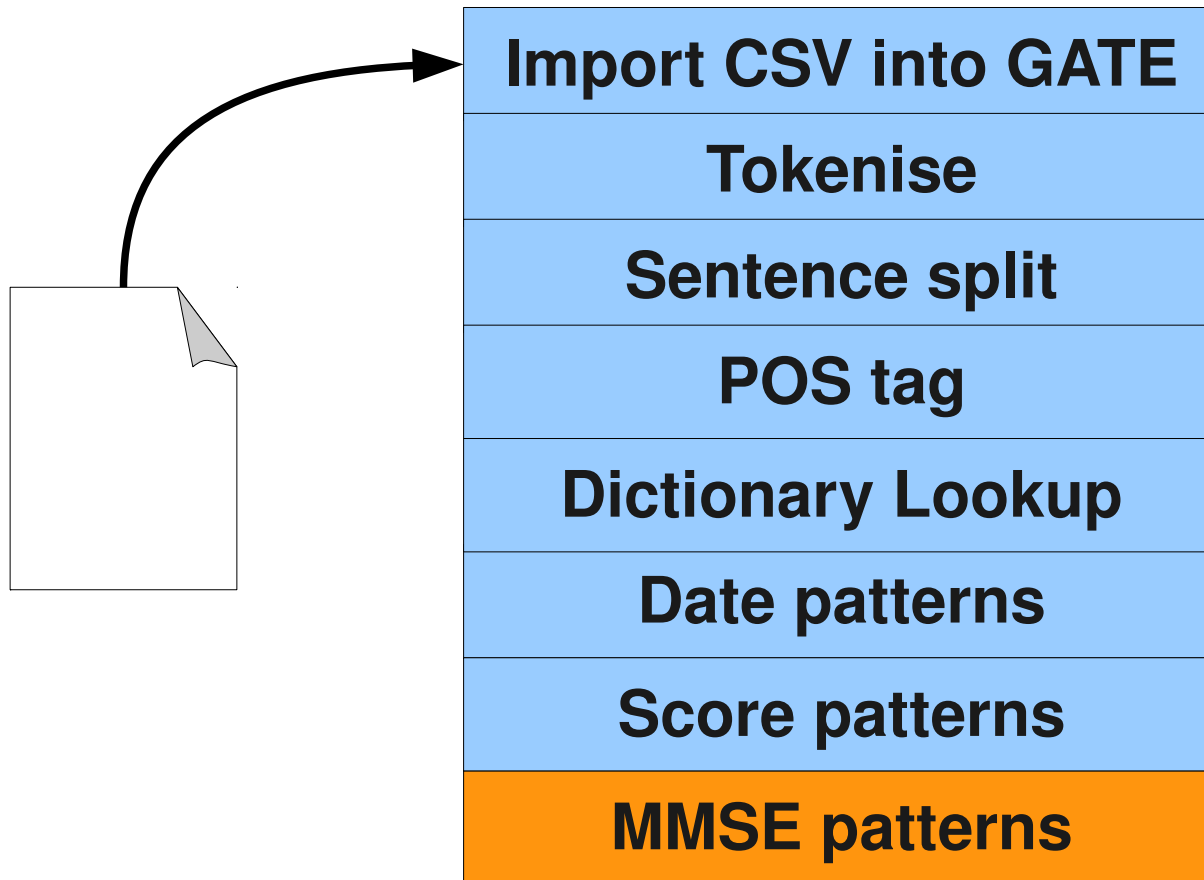 Import CSV into GATE
Tokenise
Sentence split
POS tag
Dictionary Lookup
Date patterns
Score patterns
MMSE patterns